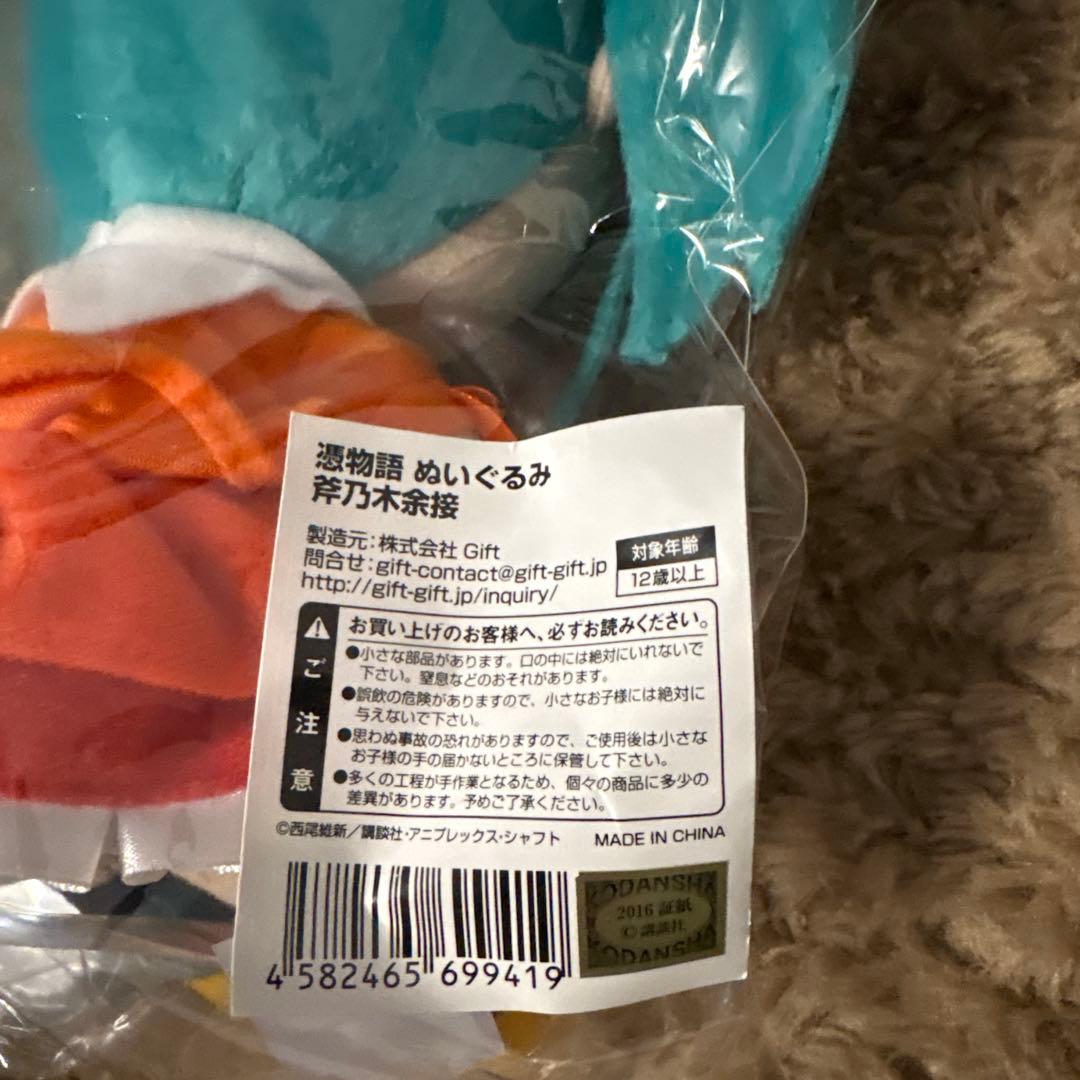 憑物語 ぬいぐるみ
斧乃木余接
製造元:株式会社 Gift
問合せ:gift-contact@gift-gift.jp
http://gift-gift.jp/inquiry/
対象年齢
12歳以上
ご注意
お買い上げのお客様へ、必ずお読みください。
●小さな部品があります。口の中には絶対にいれないで
下さい。窒息などのおそれがあります。
●誤飲の危険がありますので、小さなお子様には絶対に
与えないで下さい。
●思わぬ事故の恐れがありますので、ご使用後は小さな
お子様の手の届かないところに保管して下さい。
●多くの工程が手作業となるため、個々の商品に多少の
差異があります。予めご了承ください。
©西尾維新/講談社・アニプレックス・シャフト
MADE IN CHINA
KODANSHA
2016 証紙
©講談社
KODANSHA
4 582465 699419